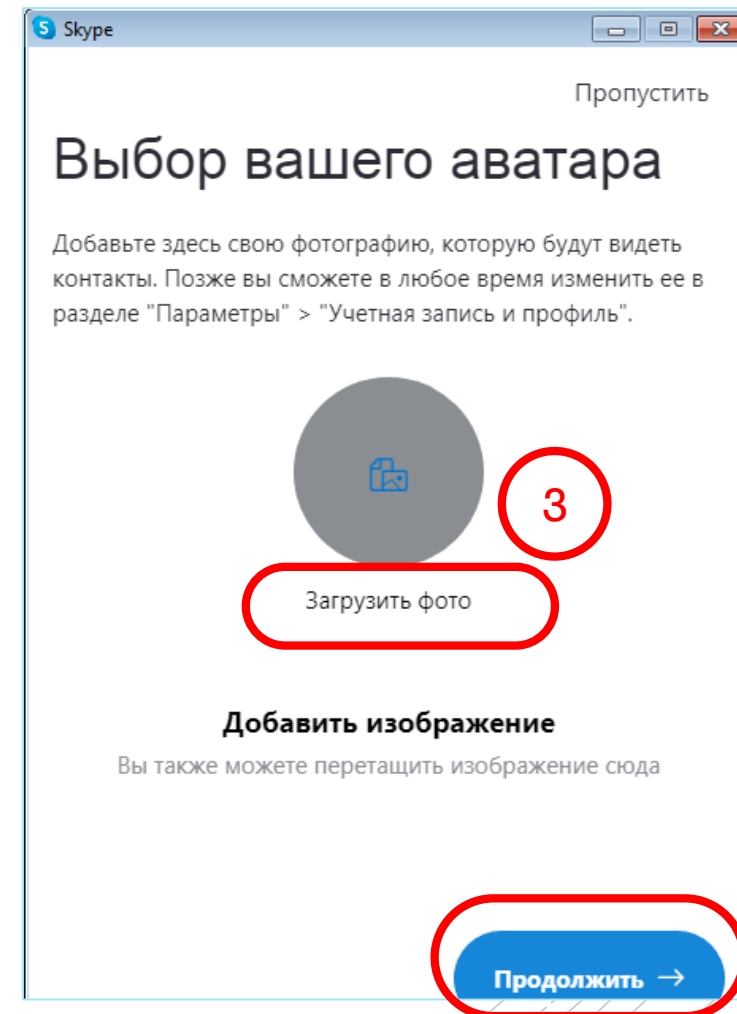 Skype
Пропустить
Выбор вашего аватара
Добавьте здесь свою фотографию, которую будут видеть
контакты. Позже вы сможете в любое время изменить ее в
разделе "Параметры" > "Учетная запись и профиль".
3
Загрузить фото
Добавить изображение
Вы также можете перетащить изображение сюда
Продолжить →